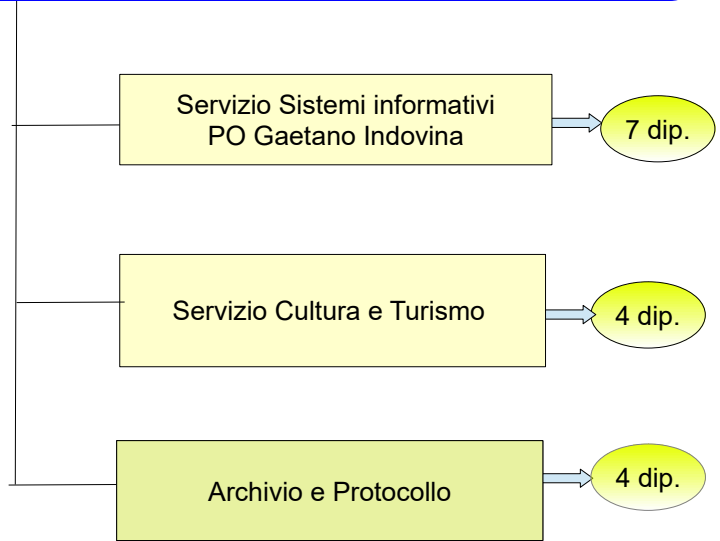 Servizio Sistemi informativi
PO Gaetano Indovina
7 dip.
Servizio Cultura e Turismo
4 dip.
Archivio e Protocollo
4 dip.